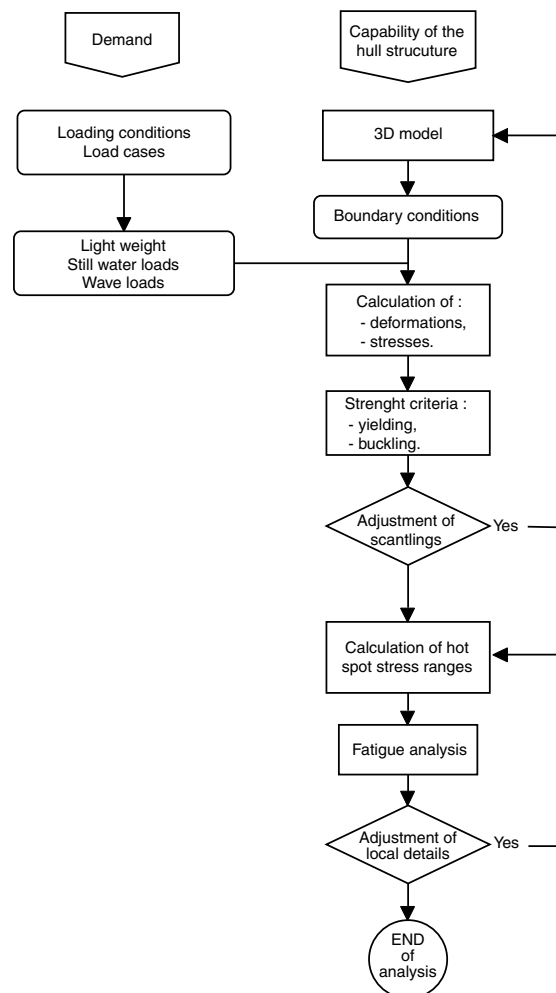 Demand
Capability of the
hull strucuture
Loading conditions
Load cases
3D model
Boundary conditions
Light weight
Still water loads
Wave loads
Calculation of :
- deformations,
- stresses.
Strenght criteria :
- yielding,
- buckling.
Adjustment of
scantlings
Yes
Calculation of hot
spot stress ranges
Fatigue analysis
Adjustment of
local details
Yes
END
of
analysis